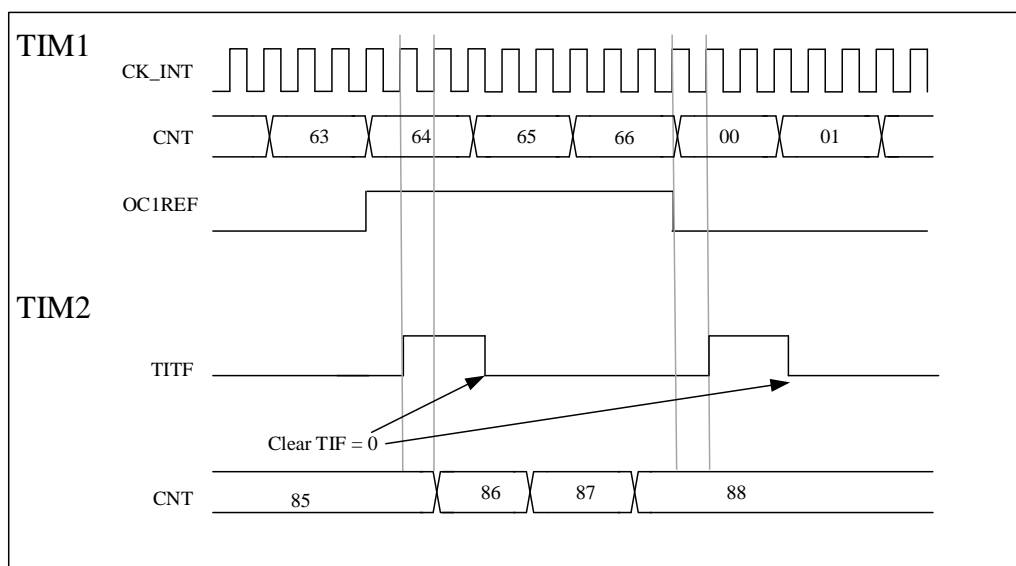 TIM1
CK_INT
CNT
63 64 65 66 00 01
OC1REF
TIM2
TITF
Clear TIF = 0
CNT
85 86 87 88